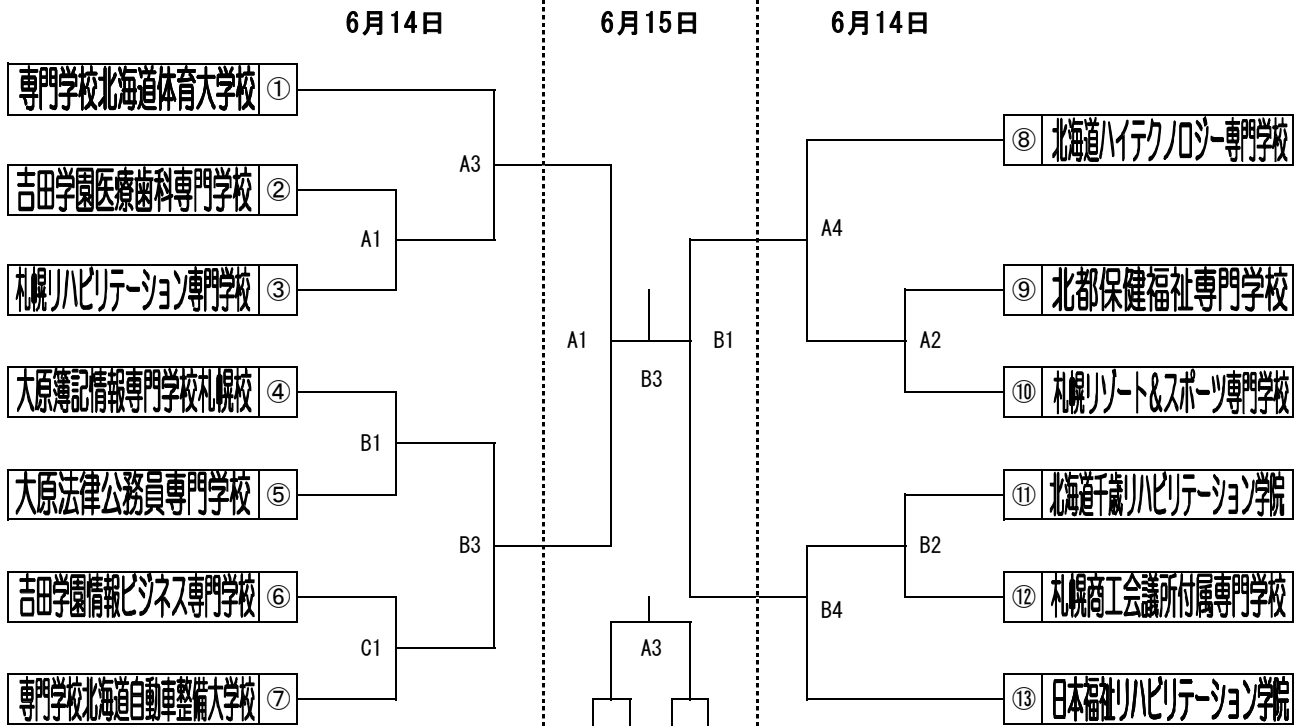 6月14日
6月15日
6月14日
専門学校北海道体育大学校 ①
吉田学園医療歯科専門学校 ②
札幌リハビリテーション専門学校 ③
大原簿記情報専門学校札幌校 ④
大原法律公務員専門学校 ⑤
吉田学園情報ビジネス専門学校 ⑥
専門学校北海道自動車整備大学校 ⑦
A3
A1
B1
B3
C1
A1
B3
B1
A3
A4
A2
B2
B4
⑧ 北海道ハイテクノロジー専門学校
⑨ 北都保健福祉専門学校
⑩ 札幌リゾート&スポーツ専門学校
⑪ 北海道千歳リハビリテーション学院
⑫ 札幌商工会議所付属専門学校
⑬ 日本福祉リハビリテーション学院